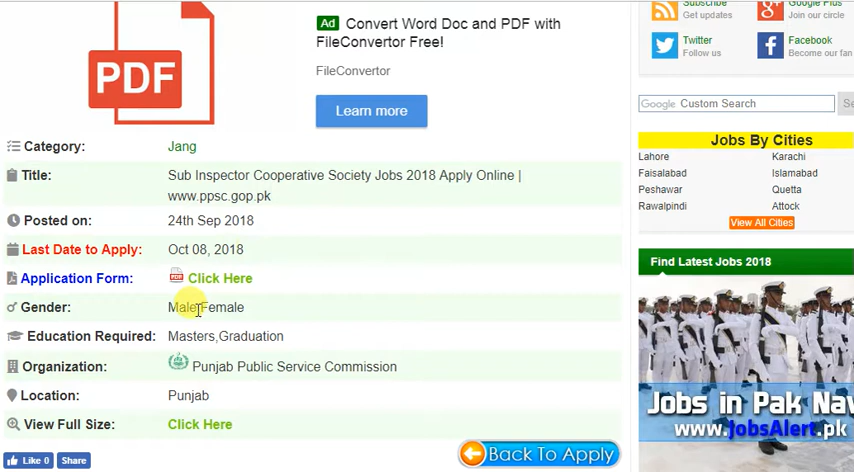 PDF
Ad Convert Word Doc and PDF with
FileConvertor Free!
FileConvertor
Learn more
Category: Jang
Title: Sub Inspector Cooperative Society Jobs 2018 Apply Online |
www.ppsc.gop.pk
Posted on: 24th Sep 2018
Last Date to Apply: Oct 08, 2018
Application Form: PDF Click Here
Gender: Male,Female
Education Required: Masters,Graduation
Organization: Punjab Public Service Commission
Location: Punjab
View Full Size: Click Here
Like 0 Share
Back To Apply
Subscribe Google Plus
Get updates Join our circle
Twitter Facebook
Follow us Become our fan
Google Custom Search Se
Jobs By Cities
Lahore Karachi
Faisalabad Islamabad
Peshawar Quetta
Rawalpindi Attock
View All Cities
Find Latest Jobs 2018
Jobs in Pak Nav
www.JobsAlert.pk